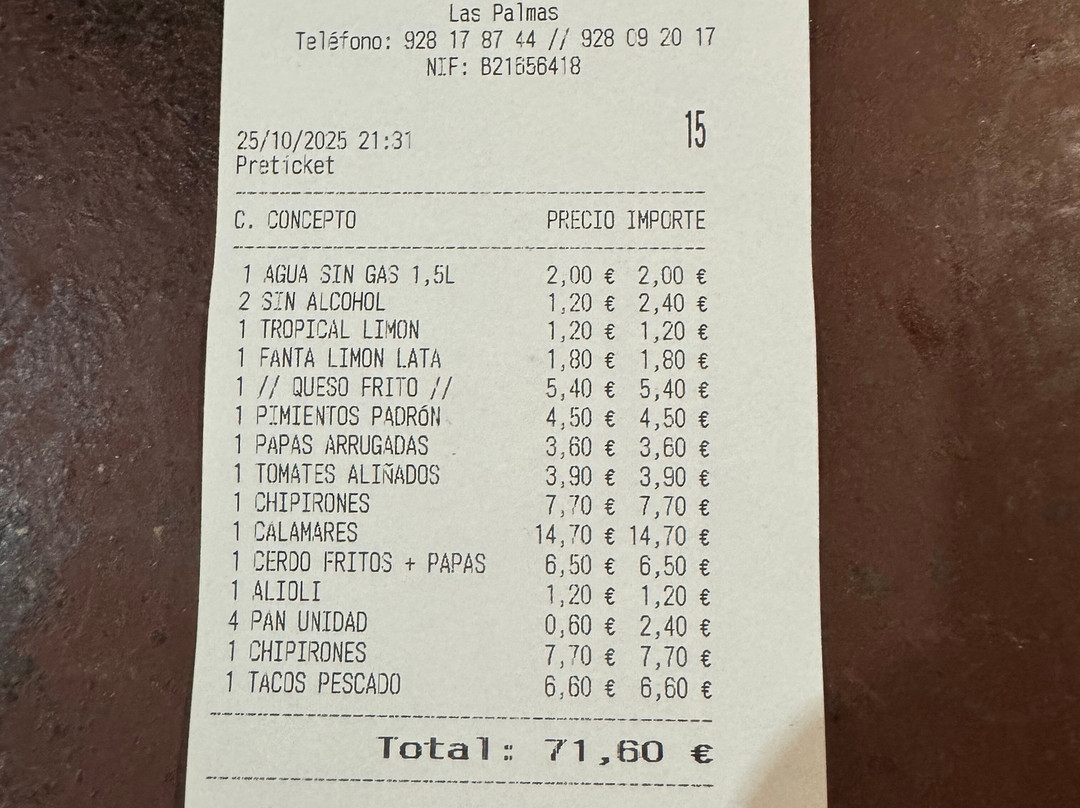 Las Palmas
Teléfono: 928 17 87 44 // 928 09 20 17
NIF: B21656418
15
25/10/2025 21:31
Preticket
C. CONCEPTO PRECIO IMPORTE
1 AGUA SIN GAS 1,5L 2,00 € 2,00 €
2 SIN ALCOHOL 1,20 € 2,40 €
1 TROPICAL LIMON 1,20 € 1,20 €
1 FANTA LIMON LATA 1,80 € 1,80 €
1 // QUESO FRITO // 5,40 € 5,40 €
1 PIMIENTOS PADRÓN 4,50 € 4,50 €
1 PAPAS ARRUGADAS 3,60 € 3,60 €
1 TOMATES ALIÑADOS 3,90 € 3,90 €
1 CHIPIRONES 7,70 € 7,70 €
1 CALAMARES 14,70 € 14,70 €
1 CERDO FRITOS + PAPAS 6,50 € 6,50 €
1 ALIOLI 1,20 € 1,20 €
4 PAN UNIDAD 0,60 € 2,40 €
1 CHIPIRONES 7,70 € 7,70 €
1 TACOS PESCADO 6,60 € 6,60 €
Total: 71,60 €